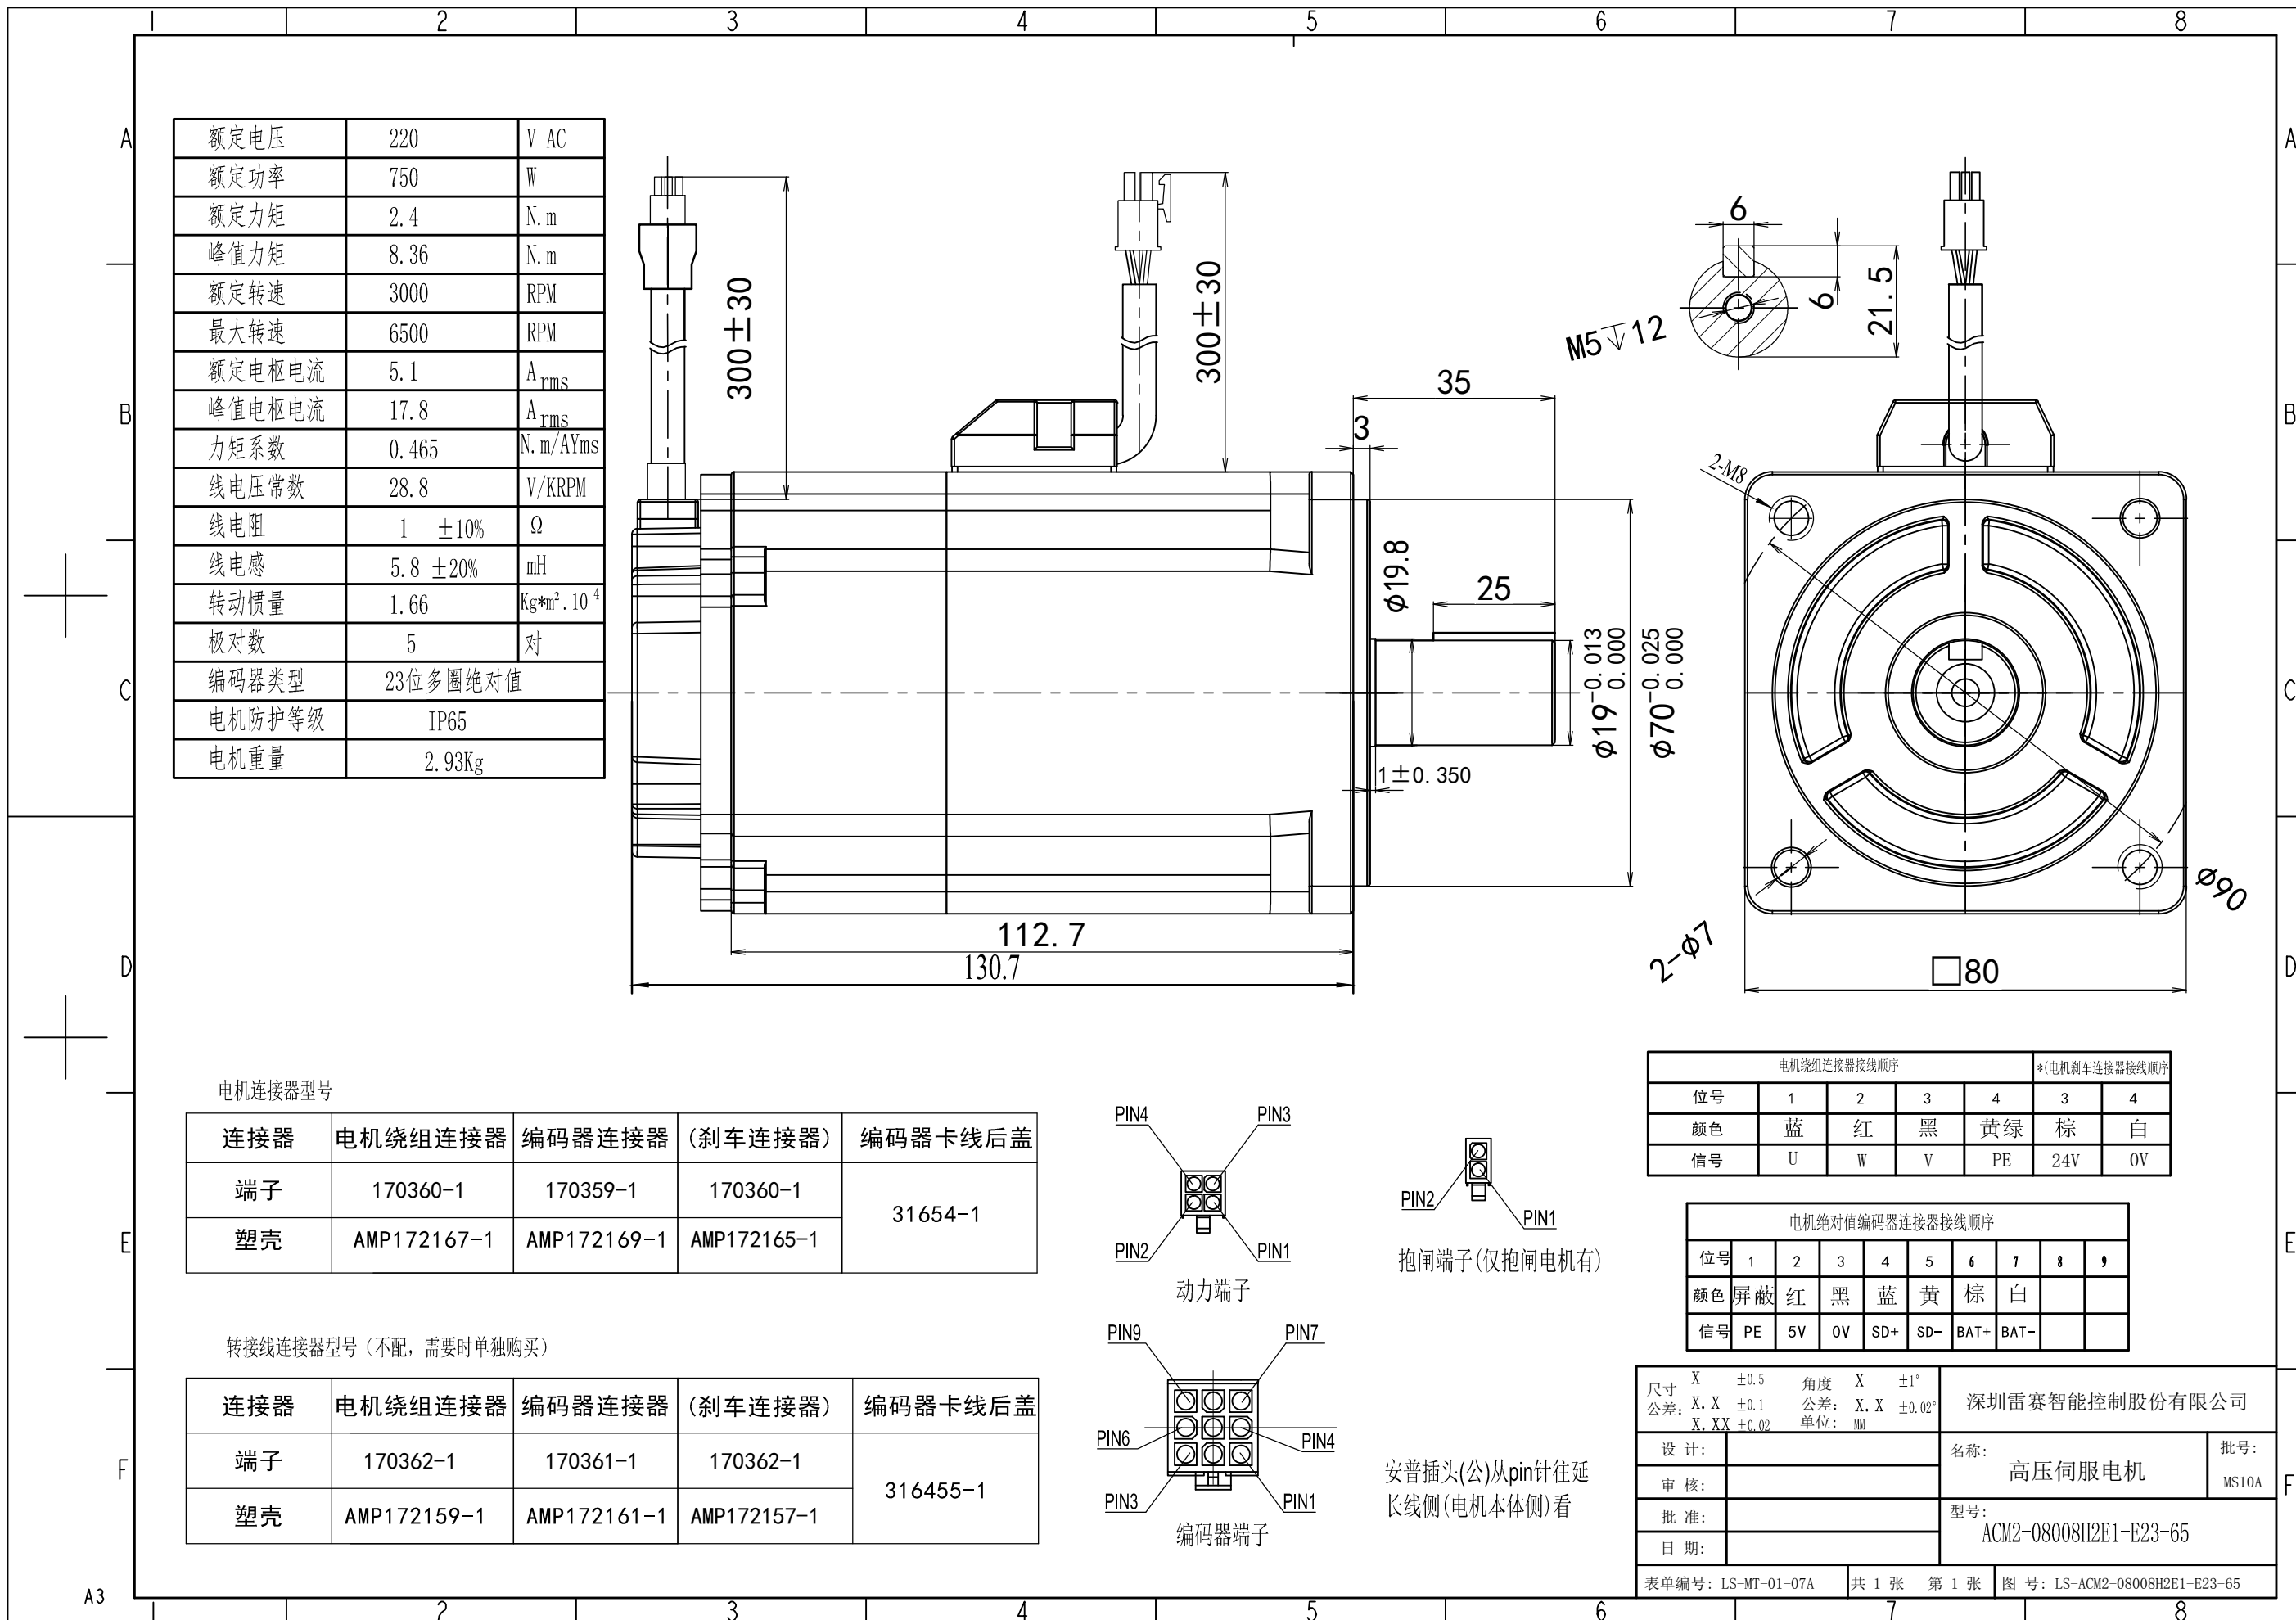 1 2 3 4 5 6 7 8
A A
B B
C C
D D
E E
F F
额定电压 220 V AC
额定功率 750 W
额定力矩 2.4 N.m
峰值力矩 8.36 N.m
额定转速 3000 RPM
最大转速 6500 RPM
额定电枢电流 5.1 Arms
峰值电枢电流 17.8 Arms
力矩系数 0.465 N.m/AYms
线电压常数 28.8 V/KRPM
线电阻 1 ±10% Ω
线电感 5.8 ±20% mH
转动惯量 1.66 Kg*m².10⁻⁴
极对数 5 对
编码器类型 23位多圈绝对值
电机防护等级 IP65
电机重量 2.93Kg
300±30
300±30
35
3
25
ϕ19.8
1±0.350
ϕ19 -0.013 0.000
ϕ70 -0.025 0.000
112.7
130.7
6
6
21.5
M5↧12
2-M8
2-ϕ7
ϕ90
□80
电机连接器型号
连接器 电机绕组连接器 编码器连接器 (刹车连接器) 编码器卡线后盖
端子 170360-1 170359-1 170360-1 31654-1
塑壳 AMP172167-1 AMP172169-1 AMP172165-1
转接线连接器型号（不配，需要时单独购买）
连接器 电机绕组连接器 编码器连接器 (刹车连接器) 编码器卡线后盖
端子 170362-1 170361-1 170362-1 316455-1
塑壳 AMP172159-1 AMP172161-1 AMP172157-1
PIN4 PIN3
PIN2 PIN1
动力端子
PIN2 PIN1
抱闸端子(仅抱闸电机有)
PIN9 PIN7
PIN6 PIN4
PIN3 PIN1
编码器端子
安普插头(公)从pin针往延
长线侧(电机本体侧)看
电机绕组连接器接线顺序 *(电机刹车连接器接线顺序)
位号 1 2 3 4 3 4
颜色 蓝 红 黑 黄绿 棕 白
信号 U W V PE 24V 0V
电机绝对值编码器连接器接线顺序
位号 1 2 3 4 5 6 7 8 9
颜色 屏蔽 红 黑 蓝 黄 棕 白
信号 PE 5V 0V SD+ SD- BAT+ BAT-
尺寸公差: X ±0.5 X.X ±0.1 X.XX ±0.02
角度公差: X ±1° X.X ±0.02°
单位: MM
深圳雷赛智能控制股份有限公司
设 计:
审 核:
批 准:
日 期:
名称: 高压伺服电机
批号: MS10A
型号: ACM2-08008H2E1-E23-65
表单编号: LS-MT-01-07A 共 1 张 第 1 张 图 号: LS-ACM2-08008H2E1-E23-65
A3
1 2 3 4 5 6 7 8